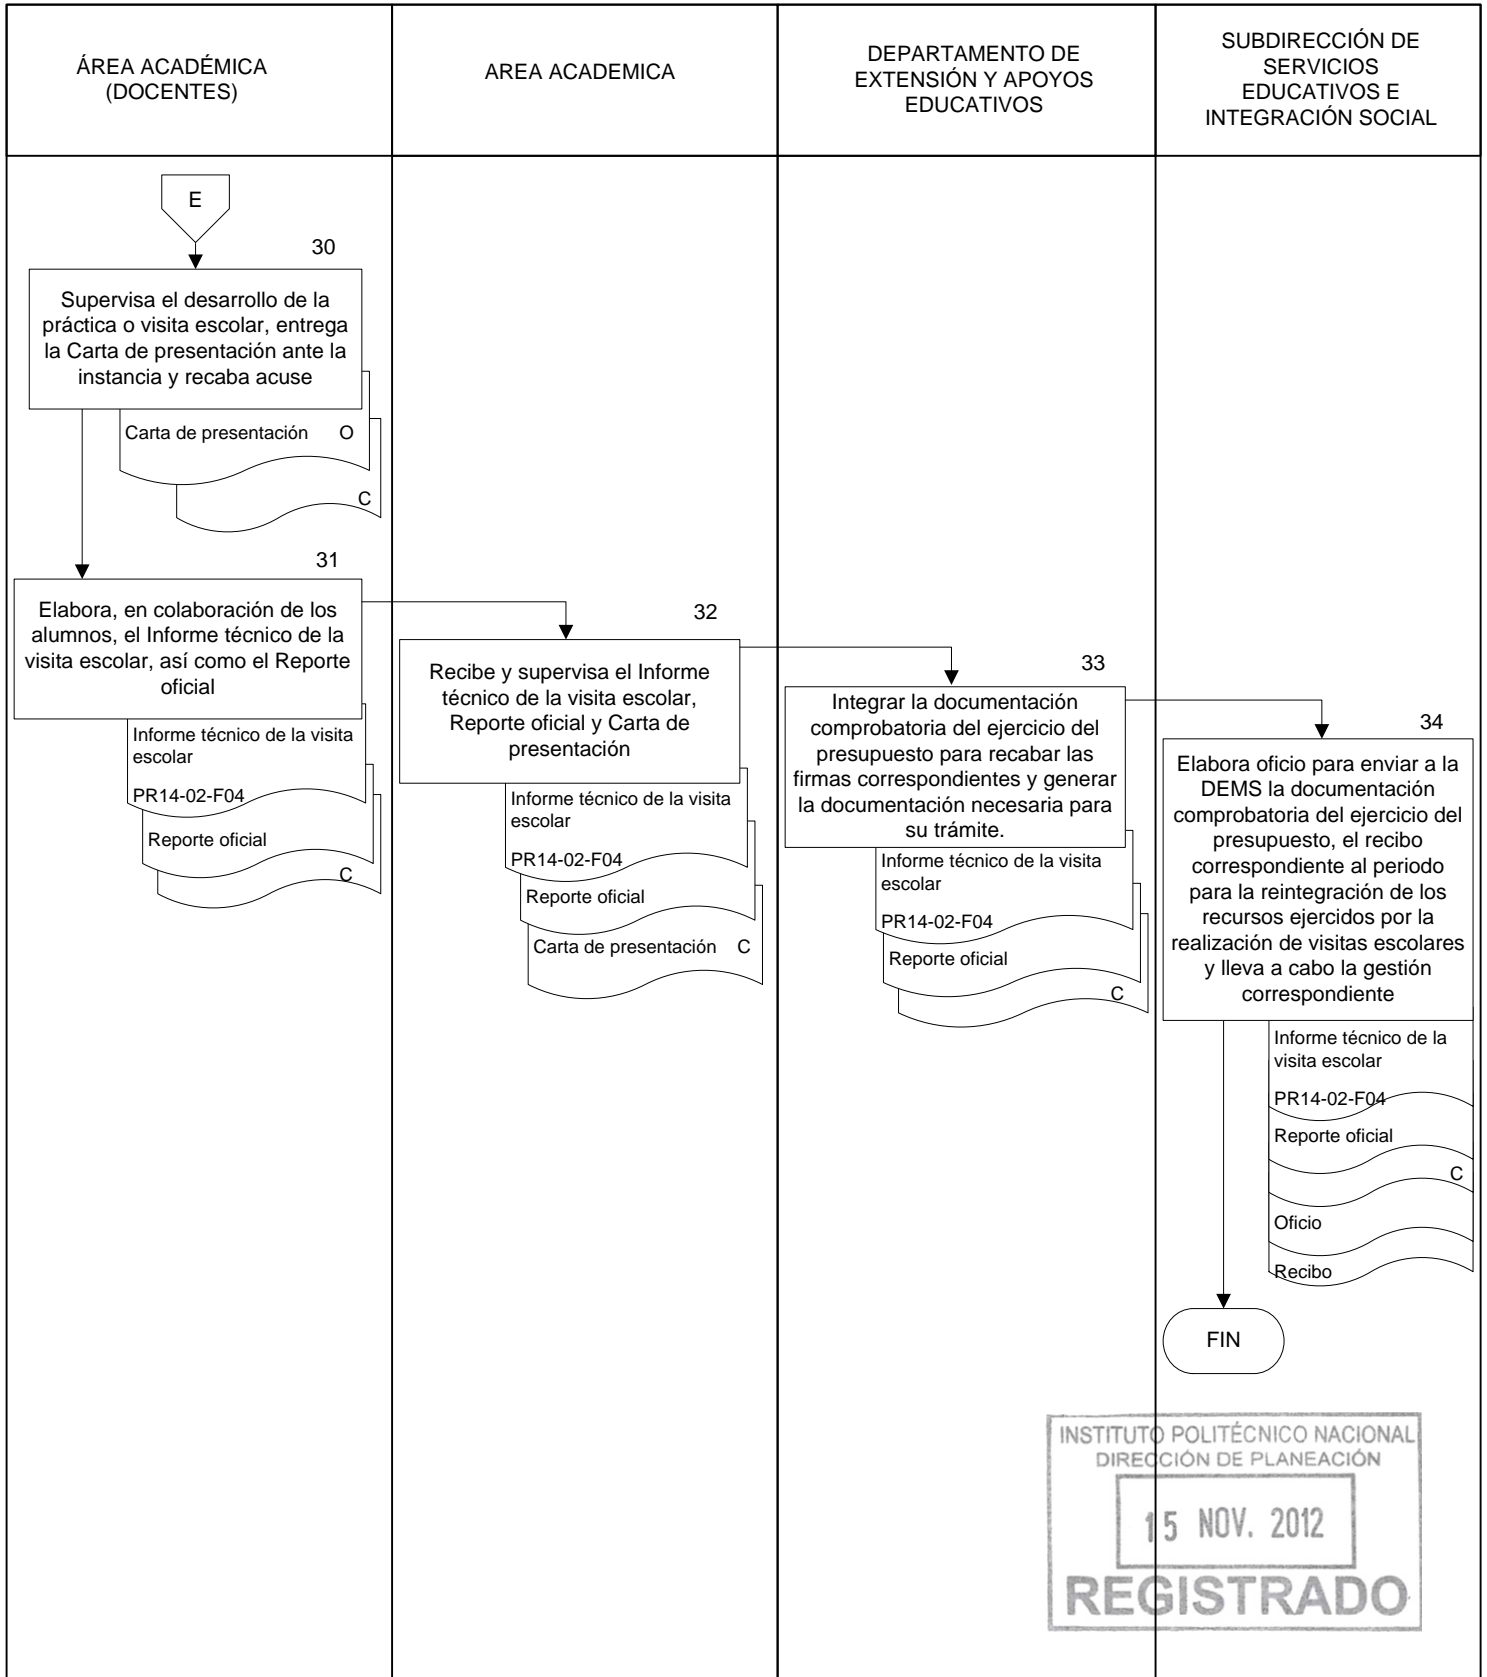 ÁREA ACADÉMICA
(DOCENTES)
AREA ACADEMICA
DEPARTAMENTO DE
EXTENSIÓN Y APOYOS
EDUCATIVOS
SUBDIRECCIÓN DE
SERVICIOS
EDUCATIVOS E
INTEGRACIÓN SOCIAL
E
30
Supervisa el desarrollo de la
práctica o visita escolar, entrega
la Carta de presentación ante la
instancia y recaba acuse
Carta de presentación O
C
31
Elabora, en colaboración de los
alumnos, el Informe técnico de la
visita escolar, así como el Reporte
oficial
Informe técnico de la visita
escolar
PR14-02-F04
Reporte oficial
C
32
Recibe y supervisa el Informe
técnico de la visita escolar,
Reporte oficial y Carta de
presentación
Informe técnico de la visita
escolar
PR14-02-F04
Reporte oficial
Carta de presentación C
33
Integrar la documentación
comprobatoria del ejercicio del
presupuesto para recabar las
firmas correspondientes y generar
la documentación necesaria para
su trámite.
Informe técnico de la visita
escolar
PR14-02-F04
Reporte oficial
C
34
Elabora oficio para enviar a la
DEMS la documentación
comprobatoria del ejercicio del
presupuesto, el recibo
correspondiente al periodo
para la reintegración de los
recursos ejercidos por la
realización de visitas escolares
y lleva a cabo la gestión
correspondiente
Informe técnico de la
visita escolar
PR14-02-F04
Reporte oficial
C
Oficio
Recibo
FIN
INSTITUTO POLITÉCNICO NACIONAL
DIRECCIÓN DE PLANEACIÓN
15 NOV. 2012
REGISTRADO